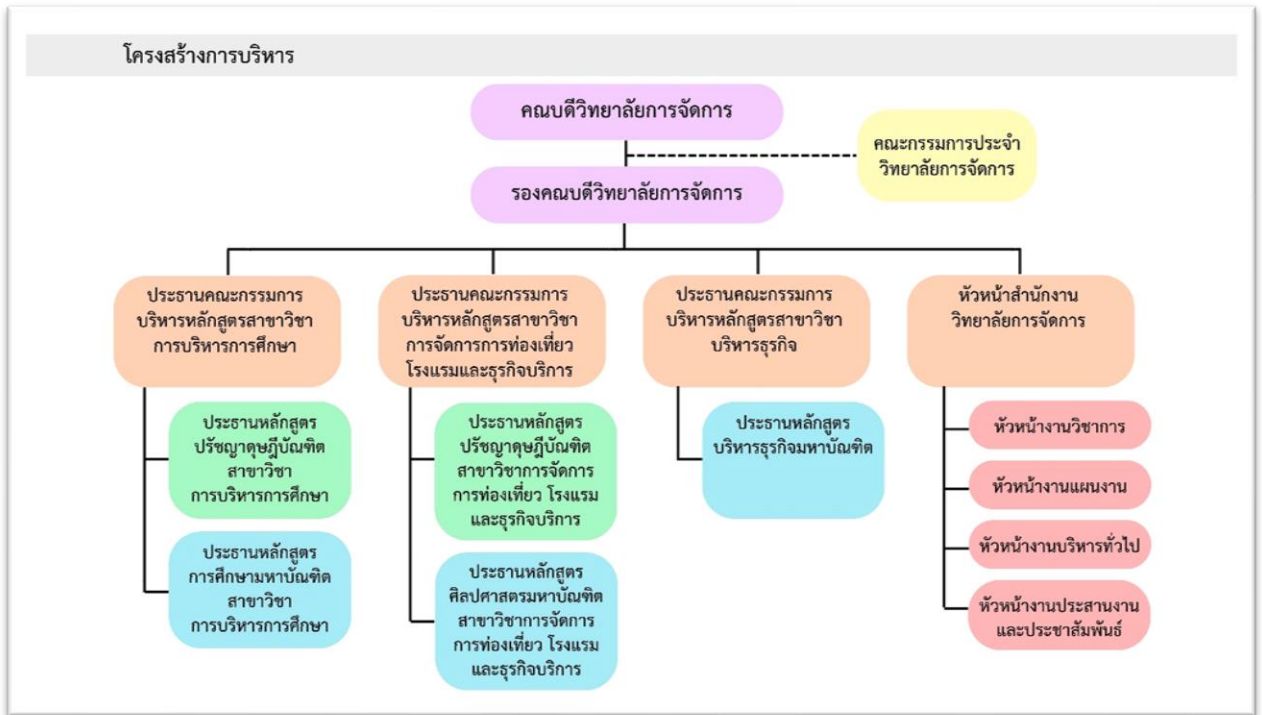 โครงสร้างการบริหาร
คณบดีวิทยาลัยการจัดการ
คณะกรรมการประจำ
วิทยาลัยการจัดการ
รองคณบดีวิทยาลัยการจัดการ
ประธานคณะกรรมการ
บริหารหลักสูตรสาขาวิชา
การบริหารการศึกษา
ประธานหลักสูตร
ปรัชญาดุษฎีบัณฑิต
สาขาวิชา
การบริหารการศึกษา
ประธานหลักสูตร
การศึกษามหาบัณฑิต
สาขาวิชา
การบริหารการศึกษา
ประธานคณะกรรมการ
บริหารหลักสูตรสาขาวิชา
การจัดการการท่องเที่ยว
โรงแรมและธุรกิจบริการ
ประธานหลักสูตร
ปรัชญาดุษฎีบัณฑิต
สาขาวิชาการจัดการ
การท่องเที่ยว โรงแรม
และธุรกิจบริการ
ประธานหลักสูตร
ศิลปศาสตรมหาบัณฑิต
สาขาวิชาการจัดการ
การท่องเที่ยว โรงแรม
และธุรกิจบริการ
ประธานคณะกรรมการ
บริหารหลักสูตรสาขาวิชา
บริหารธุรกิจ
ประธานหลักสูตร
บริหารธุรกิจมหาบัณฑิต
หัวหน้าสำนักงาน
วิทยาลัยการจัดการ
หัวหน้างานวิชาการ
หัวหน้างานแผนงาน
หัวหน้างานบริหารทั่วไป
หัวหน้างานประสานงาน
และประชาสัมพันธ์